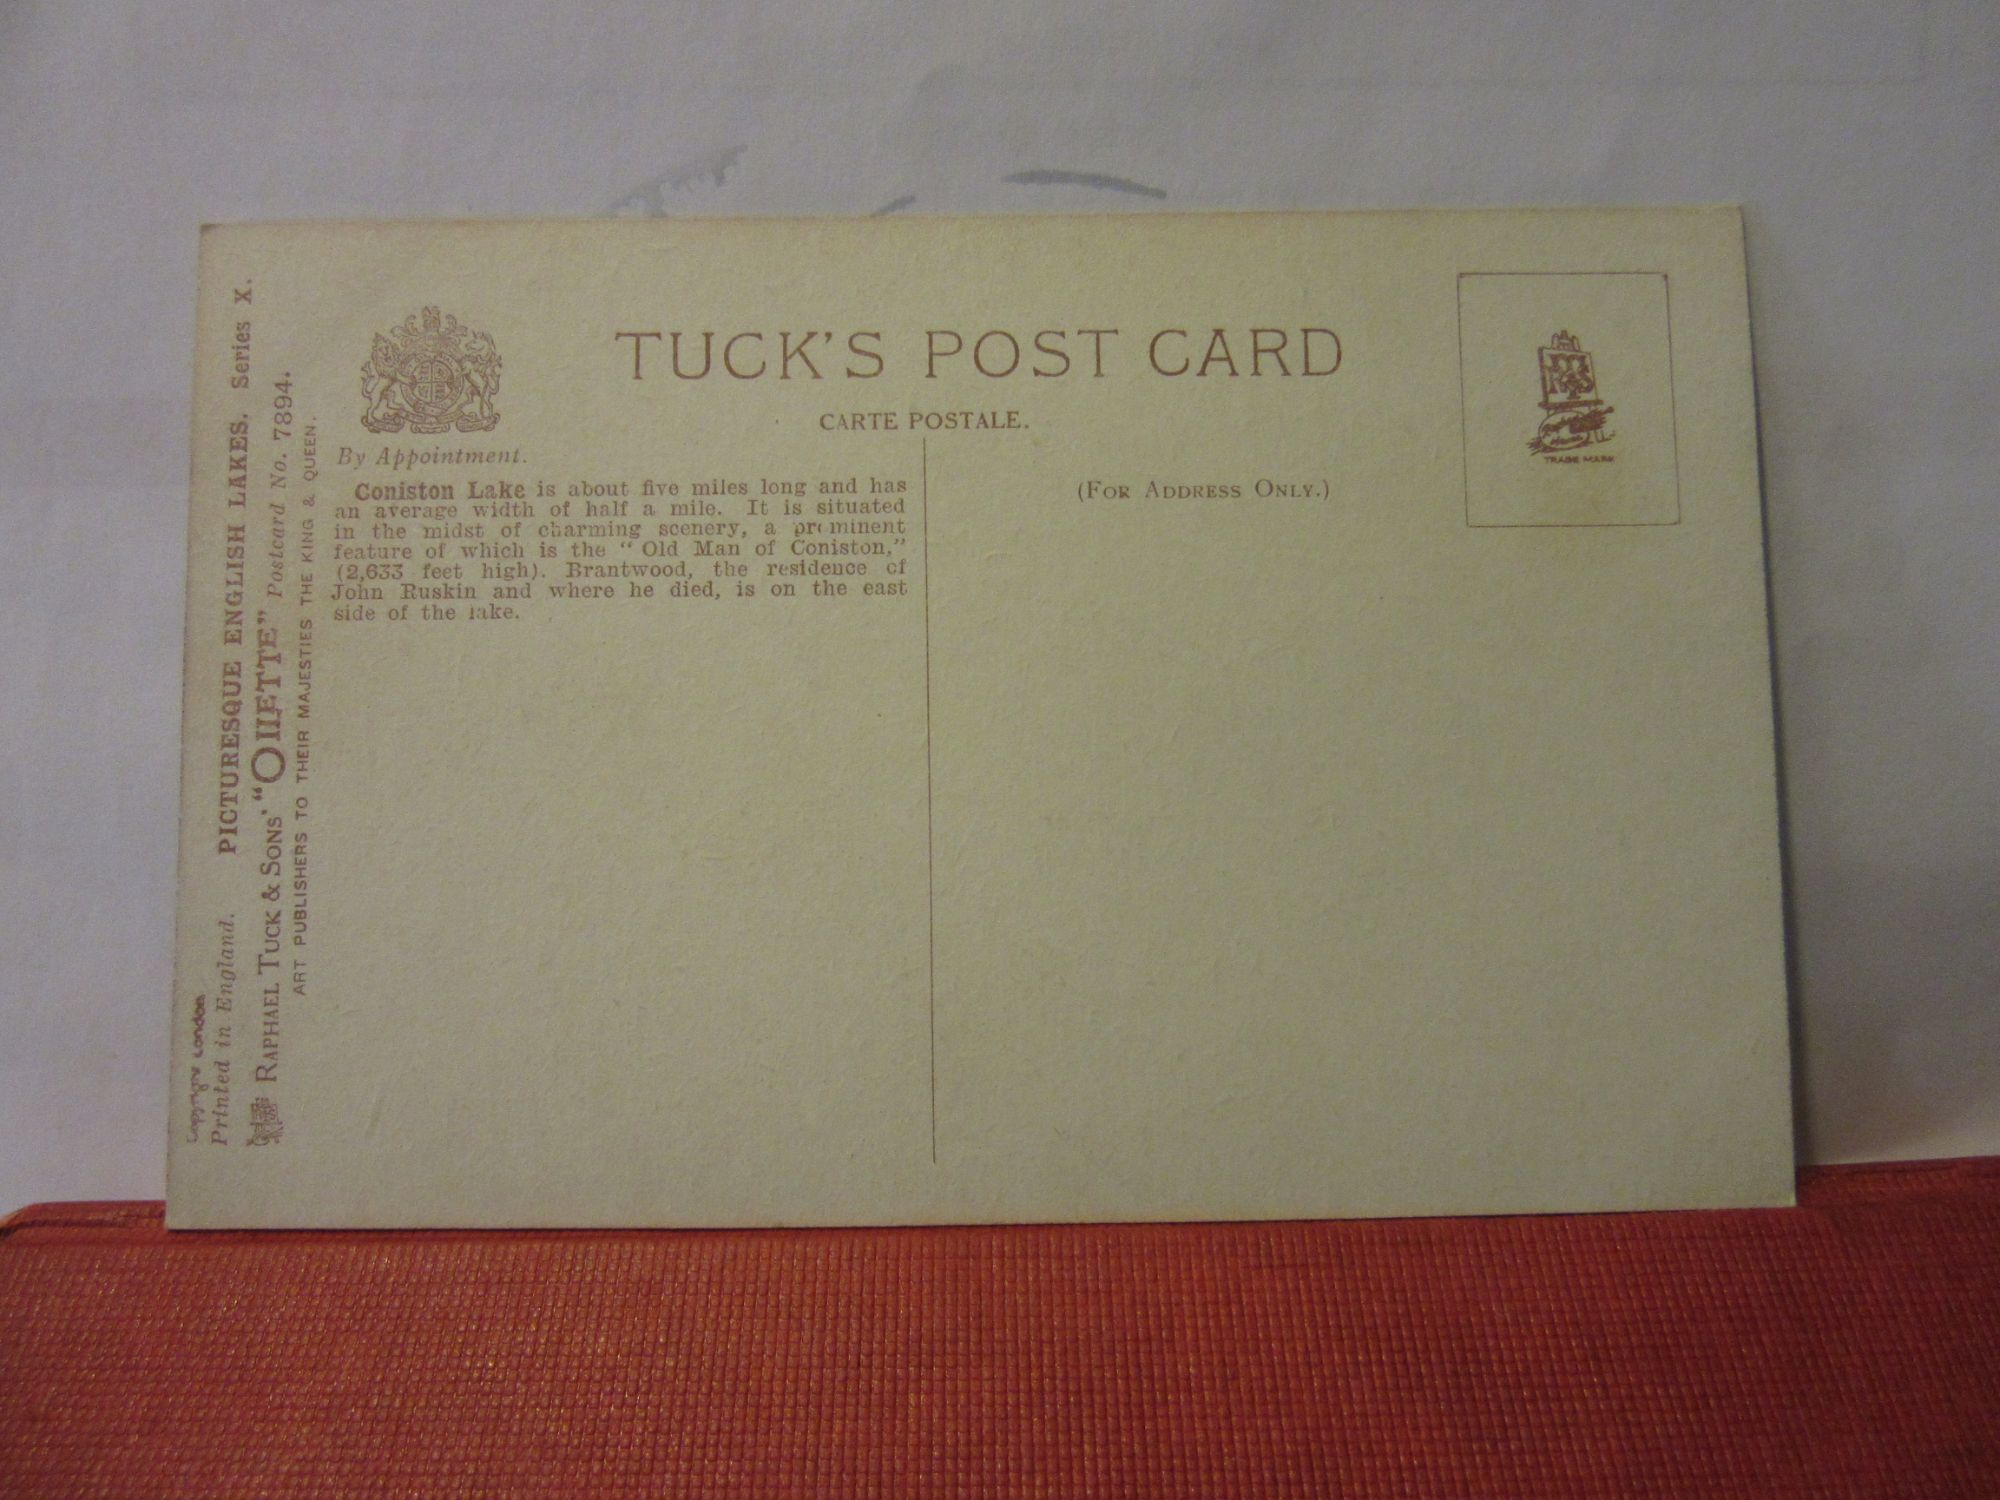 TUCK'S POST CARD
CARTE POSTALE.
By Appointment.
Coniston Lake is about five miles long and has
an average width of half a mile. It is situated
in the midst of charming scenery, a prominent
feature of which is the "Old Man of Coniston,"
(2,633 feet high). Brantwood, the residence of
John Ruskin and where he died, is on the east
side of the lake.
(FOR ADDRESS ONLY.)
TRADE MARK
Copyright London
Printed in England. PICTURESQUE ENGLISH LAKES. Series X.
RAPHAEL TUCK & SONS' "OILETTE" Postcard No. 7894.
ART PUBLISHERS TO THEIR MAJESTIES THE KING & QUEEN.